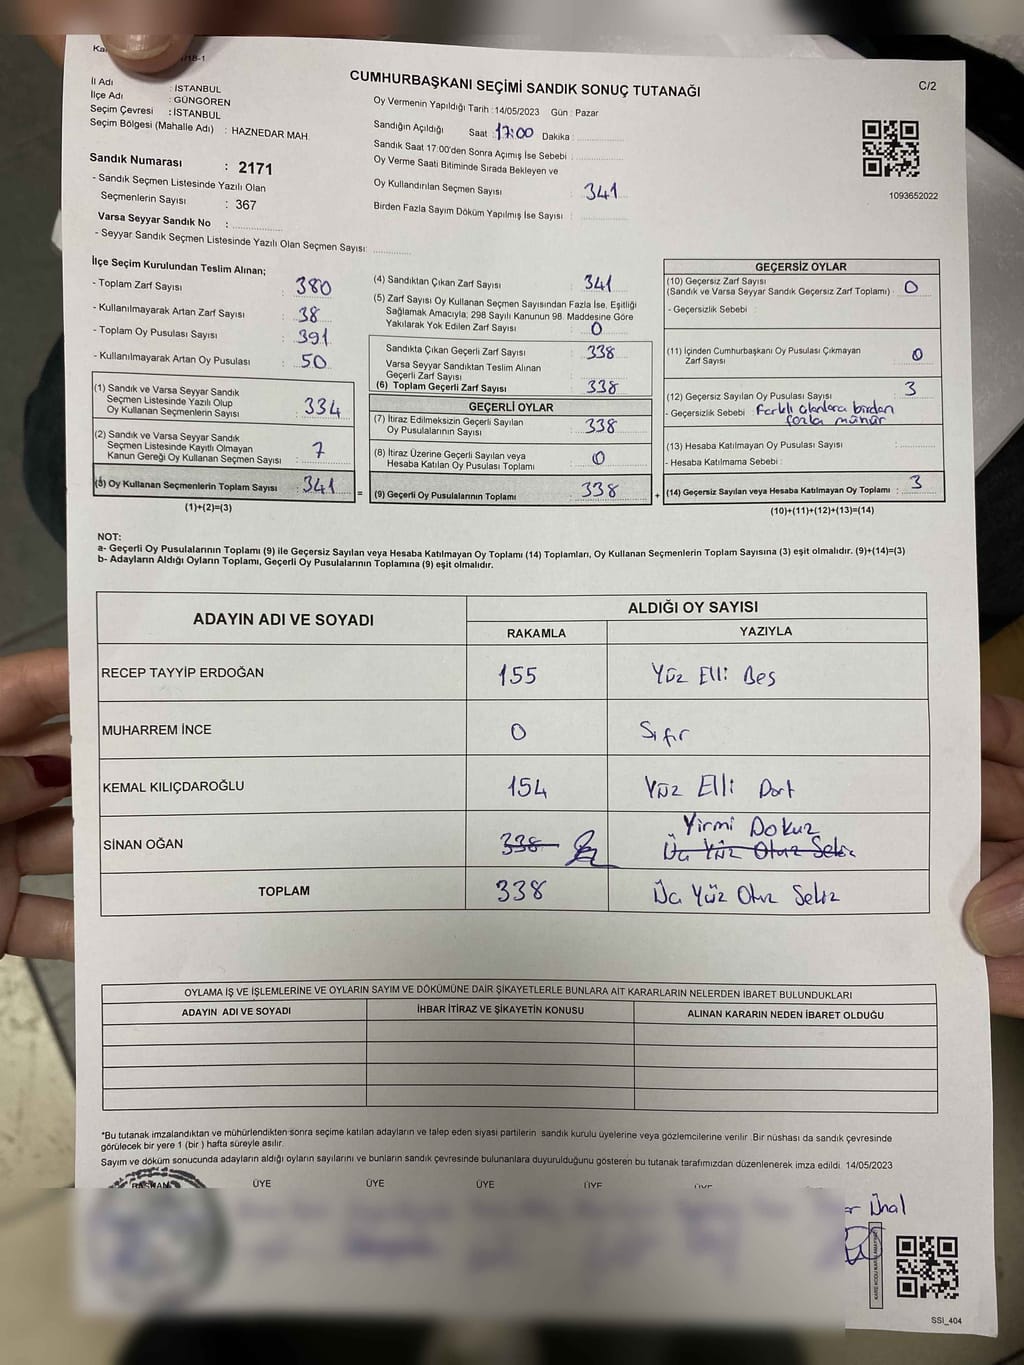 CUMHURBAŞKANI SEÇİMİ SANDIK SONUÇ TUTANAĞI
C/2
İl Adı : İSTANBUL
İlçe Adı : GÜNGÖREN
Seçim Çevresi : İSTANBUL
Seçim Bölgesi (Mahalle Adı) : HAZNEDAR MAH.
Sandık Numarası : 2171
- Sandık Seçmen Listesinde Yazılı Olan
Seçmenlerin Sayısı : 367
Varsa Seyyar Sandık No :
- Seyyar Sandık Seçmen Listesinde Yazılı Olan Seçmen Sayısı:
Oy Vermenin Yapıldığı Tarih : 14/05/2023 Gün : Pazar
Sandığın Açıldığı Saat : 17:00 Dakika :
Sandık Saat 17:00'den Sonra Açımış İse Sebebi :
Oy Verme Saati Bitiminde Sırada Bekleyen ve
Oy Kullandırılan Seçmen Sayısı : 341
Birden Fazla Sayım Döküm Yapılmış İse Sayısı :
1093652022
İlçe Seçim Kurulundan Teslim Alınan;
- Toplam Zarf Sayısı : 380
- Kullanılmayarak Artan Zarf Sayısı : 38
- Toplam Oy Pusulası Sayısı : 391
- Kullanılmayarak Artan Oy Pusulası : 50
(1) Sandık ve Varsa Seyyar Sandık
Seçmen Listesinde Yazılı Olup
Oy Kullanan Seçmenlerin Sayısı : 334
(2) Sandık ve Varsa Seyyar Sandık
Seçmen Listesinde Kayıtlı Olmayan
Kanun Gereği Oy Kullanan Seçmen Sayısı : 7
(3) Oy Kullanan Seçmenlerin Toplam Sayısı : 341 =
(1)+(2)=(3)
(4) Sandıktan Çıkan Zarf Sayısı : 341
(5) Zarf Sayısı Oy Kullanan Seçmen Sayısından Fazla İse, Eşitliği
Sağlamak Amacıyla; 298 Sayılı Kanunun 98. Maddesine Göre
Yakılarak Yok Edilen Zarf Sayısı : 0
Sandıkta Çıkan Geçerli Zarf Sayısı : 338
Varsa Seyyar Sandıktan Teslim Alınan
Geçerli Zarf Sayısı :
(6) Toplam Geçerli Zarf Sayısı : 338
GEÇERLİ OYLAR
(7) İtiraz Edilmeksizin Geçerli Sayılan
Oy Pusulalarının Sayısı : 338
(8) İtiraz Üzerine Geçerli Sayılan veya
Hesaba Katılan Oy Pusulası Toplamı : 0
(9) Geçerli Oy Pusulalarının Toplamı : 338 +
GEÇERSİZ OYLAR
(10) Geçersiz Zarf Sayısı
(Sandık ve Varsa Seyyar Sandık Geçersiz Zarf Toplamı) : 0
- Geçersizlik Sebebi :
(11) İçinden Cumhurbaşkanı Oy Pusulası Çıkmayan
Zarf Sayısı : 0
(12) Geçersiz Sayılan Oy Pusulası Sayısı : 3
- Geçersizlik Sebebi : Farklı alanlara birden
fazla mühür
(13) Hesaba Katılmayan Oy Pusulası Sayısı :
- Hesaba Katılmama Sebebi :
(14) Geçersiz Sayılan veya Hesaba Katılmayan Oy Toplamı : 3
(10)+(11)+(12)+(13)=(14)
NOT:
a- Geçerli Oy Pusulalarının Toplamı (9) ile Geçersiz Sayılan veya Hesaba Katılmayan Oy Toplamı (14) Toplamları, Oy Kullanan Seçmenlerin Toplam Sayısına (3) eşit olmalıdır. (9)+(14)=(3)
b- Adayların Aldığı Oyların Toplamı, Geçerli Oy Pusulalarının Toplamına (9) eşit olmalıdır.
ADAYIN ADI VE SOYADI
ALDIĞI OY SAYISI
RAKAMLA YAZIYLA
RECEP TAYYİP ERDOĞAN 155 Yüz Elli Beş
MUHARREM İNCE 0 Sıfır
KEMAL KILIÇDAROĞLU 154 Yüz Elli Dört
Yirmi Dokuz
SİNAN OĞAN 338 Üç Yüz Otuz Sekiz
TOPLAM 338 Üç Yüz Otuz Sekiz
OYLAMA İŞ VE İŞLEMLERİNE VE OYLARIN SAYIM VE DÖKÜMÜNE DAİR ŞİKAYETLERLE BUNLARA AİT KARARLARIN NELERDEN İBARET BULUNDUKLARI
ADAYIN ADI VE SOYADI İHBAR İTİRAZ VE ŞİKAYETİN KONUSU ALINAN KARARIN NEDEN İBARET OLDUĞU
*Bu tutanak imzalandıktan ve mühürlendikten sonra seçime katılan adayların ve talep eden siyasi partilerin sandık kurulu üyelerine veya gözlemcilerine verilir. Bir nüshası da sandık çevresinde
görülecek bir yere 1 (bir) hafta süreyle asılır.
Sayım ve döküm sonucunda adayların aldığı oyların sayılarını ve bunların sandık çevresinde bulunanlara duyurulduğunu gösteren bu tutanak tarafımızdan düzenlenerek imza edildi. 14/05/2023
BAŞKAN ÜYE ÜYE ÜYE ÜYE ÜYE
Ünal
SSI_404